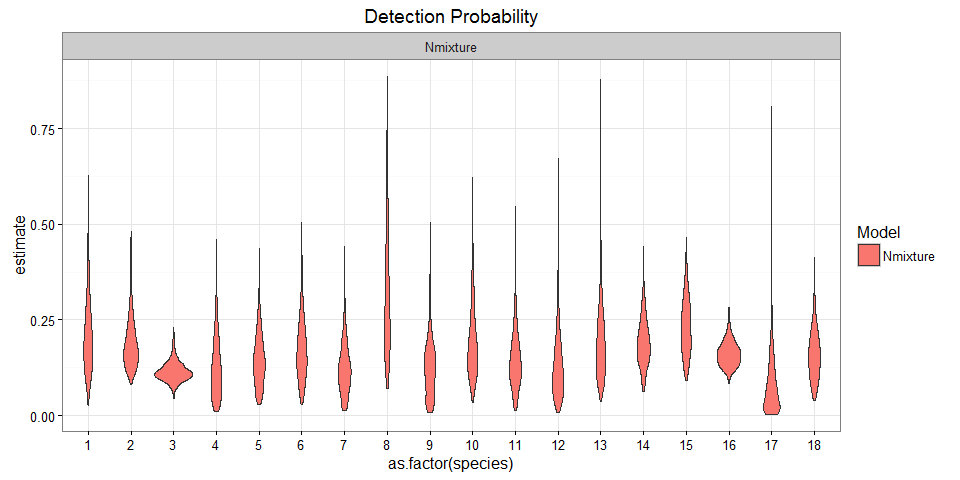 Detection Probability
Nmixture
0.75
0.50
0.25
0.00
estimate
1 2 3 4 5 6 7 8 9 10 11 12 13 14 15 16 17 18
as.factor(species)
Model
Nmixture